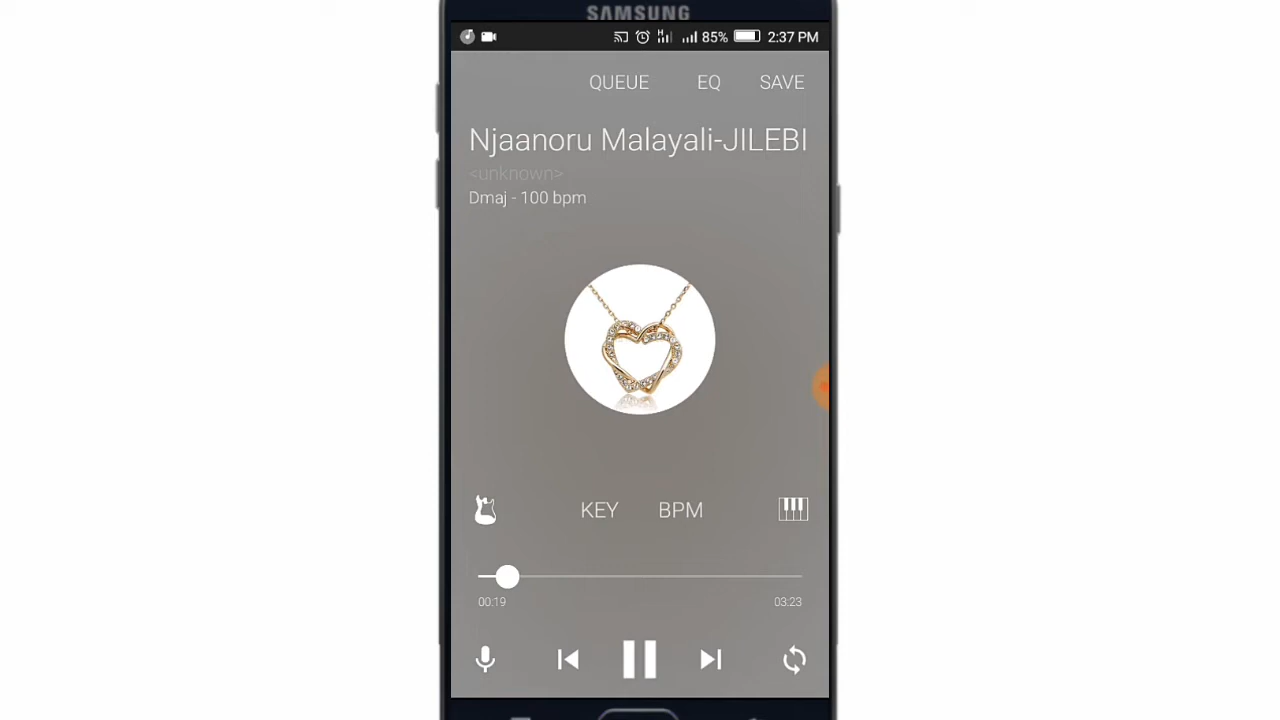 SAMSUNG
H 85% 2:37 PM
QUEUE EQ SAVE
Njaanoru Malayali-JILEBI
<unknown>
Dmaj - 100 bpm
KEY BPM
00:19 03:23